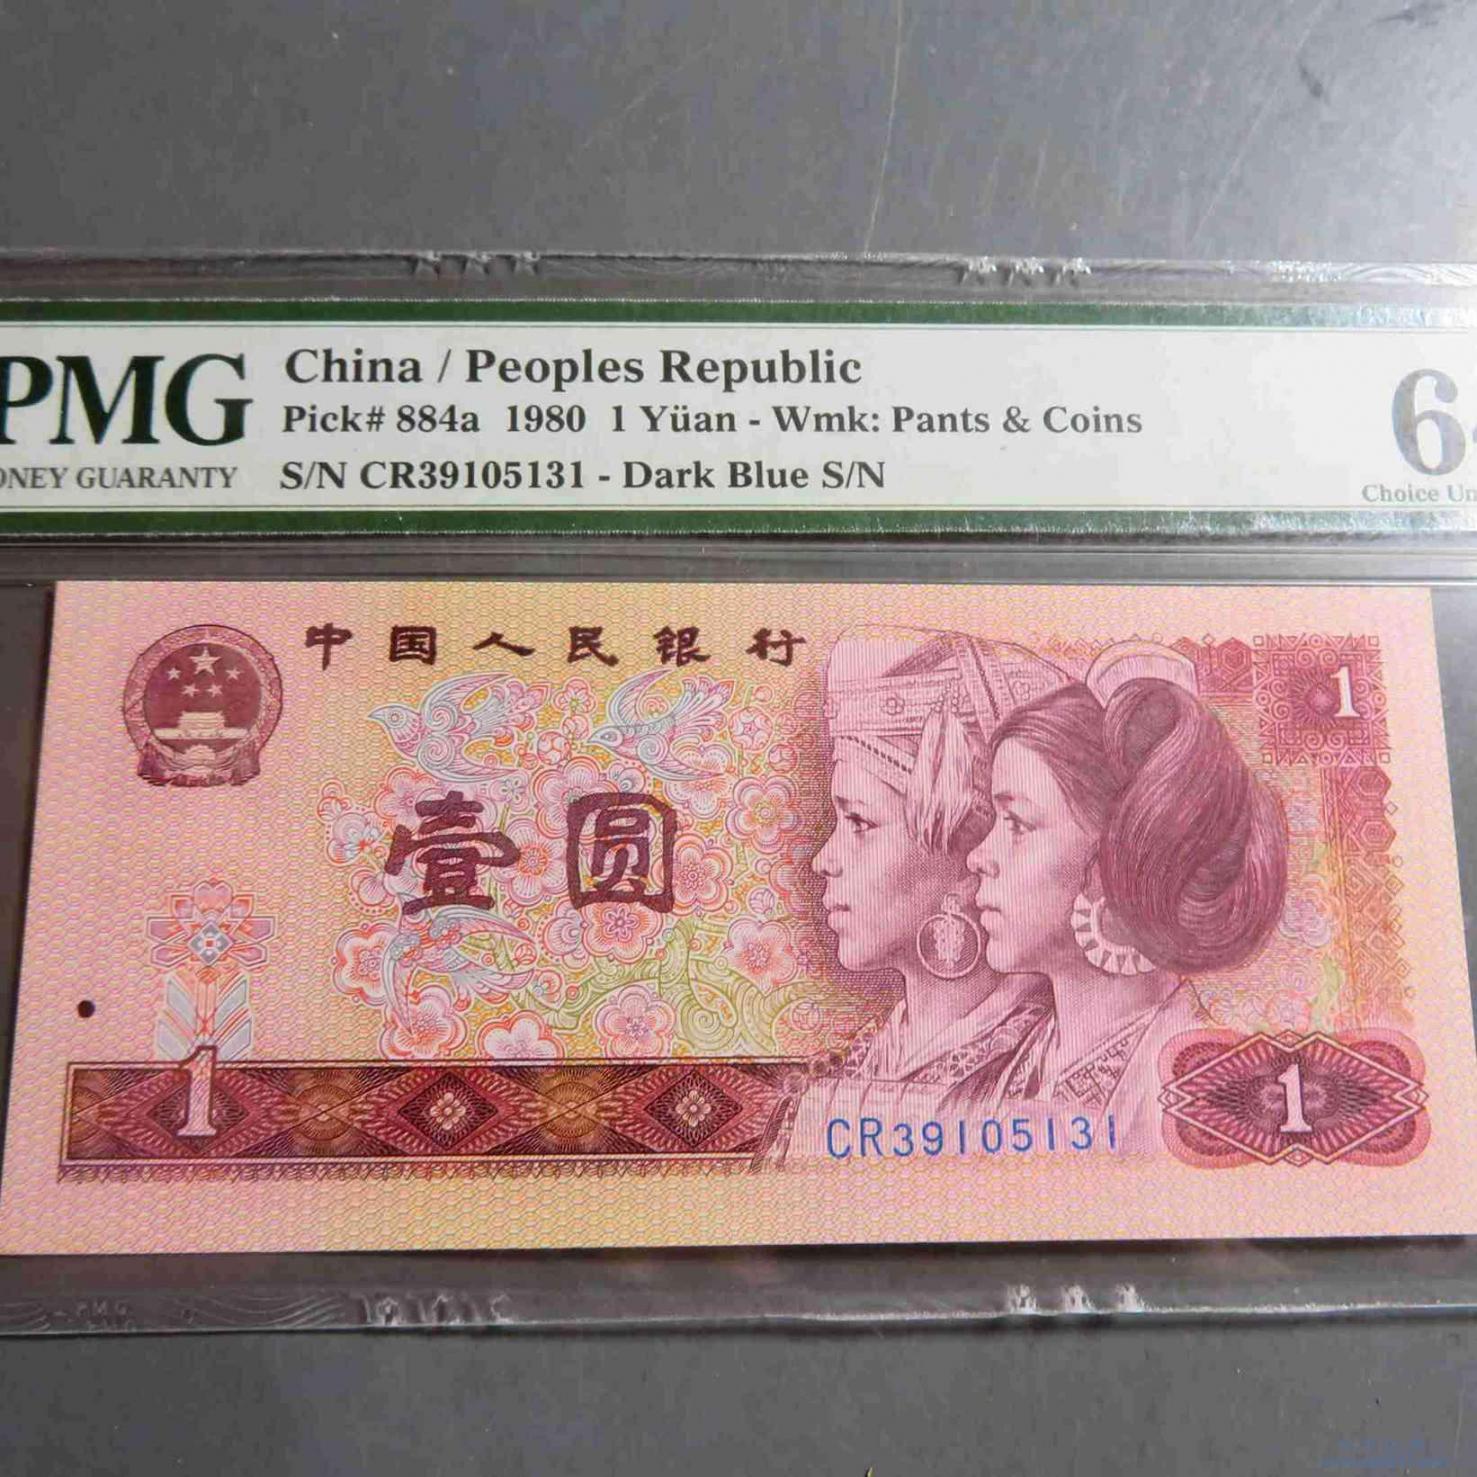 PMG
ONEY GUARANTY
China / Peoples Republic
Pick# 884a 1980 1 Yüan - Wmk: Pants & Coins
S/N CR39105131 - Dark Blue S/N
6
Choice Un
中国人民银行
1
壹圆
1
1
CR39105131